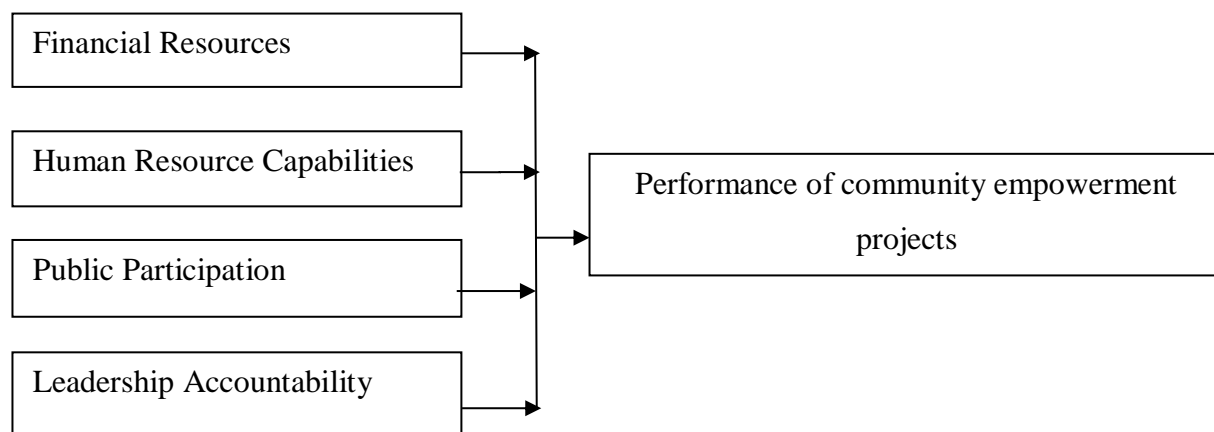 Financial Resources
Human Resource Capabilities
Performance of community empowerment
projects
Public Participation
Leadership Accountability